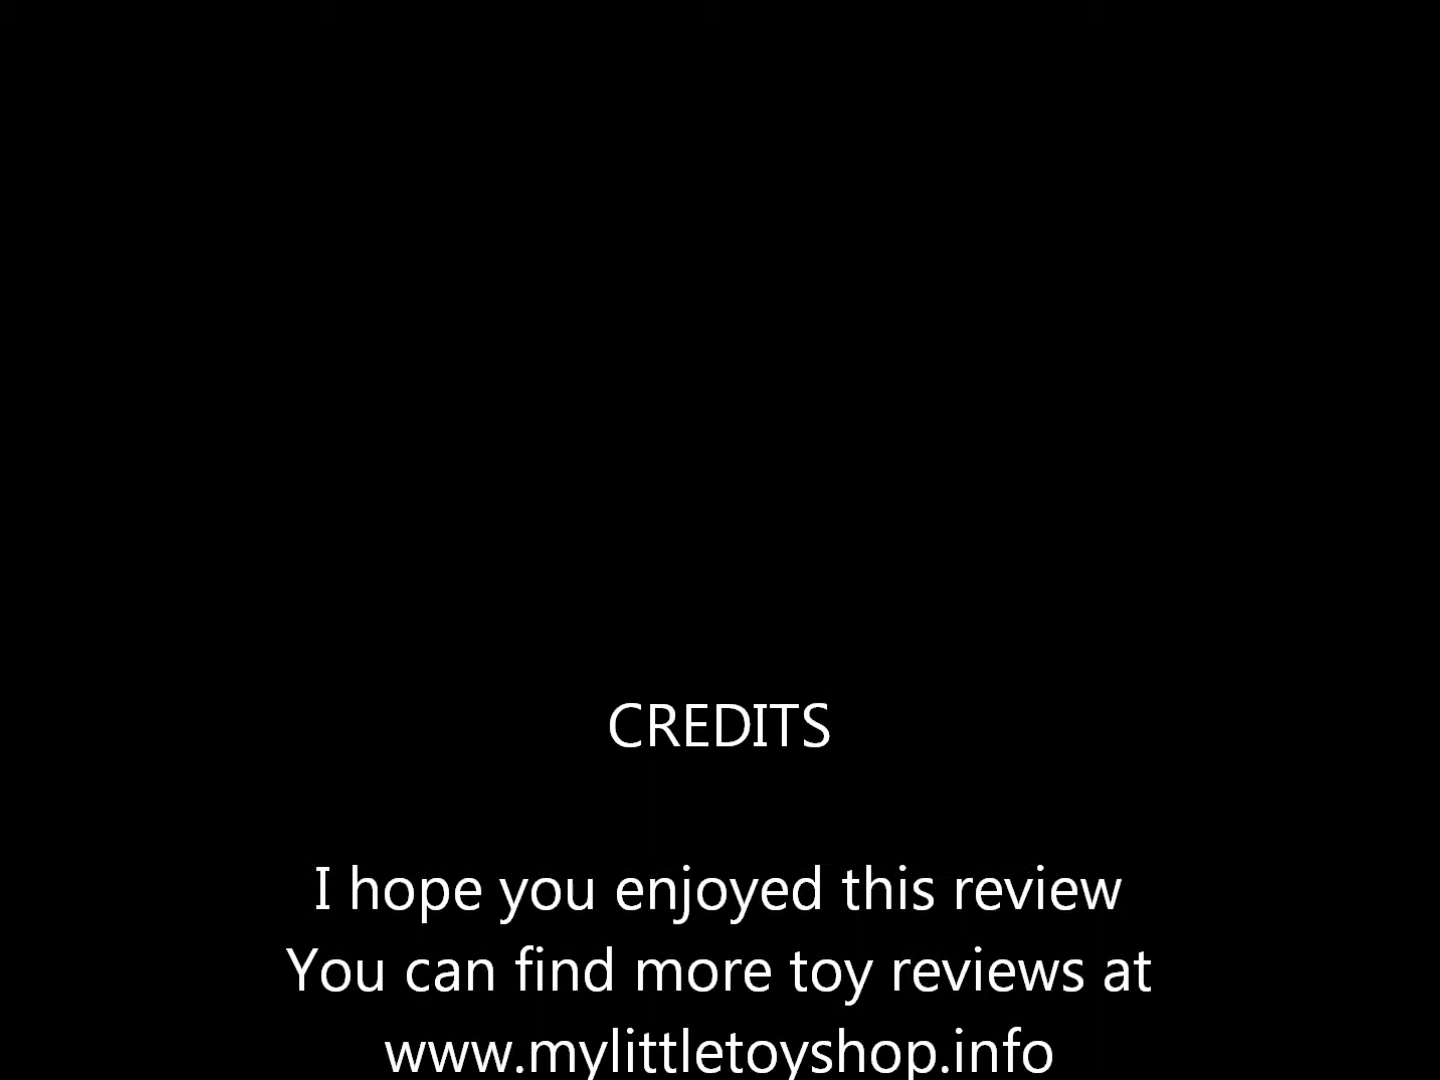 CREDITS
I hope you enjoyed this review
You can find more toy reviews at
www.mylittletoyshop.info